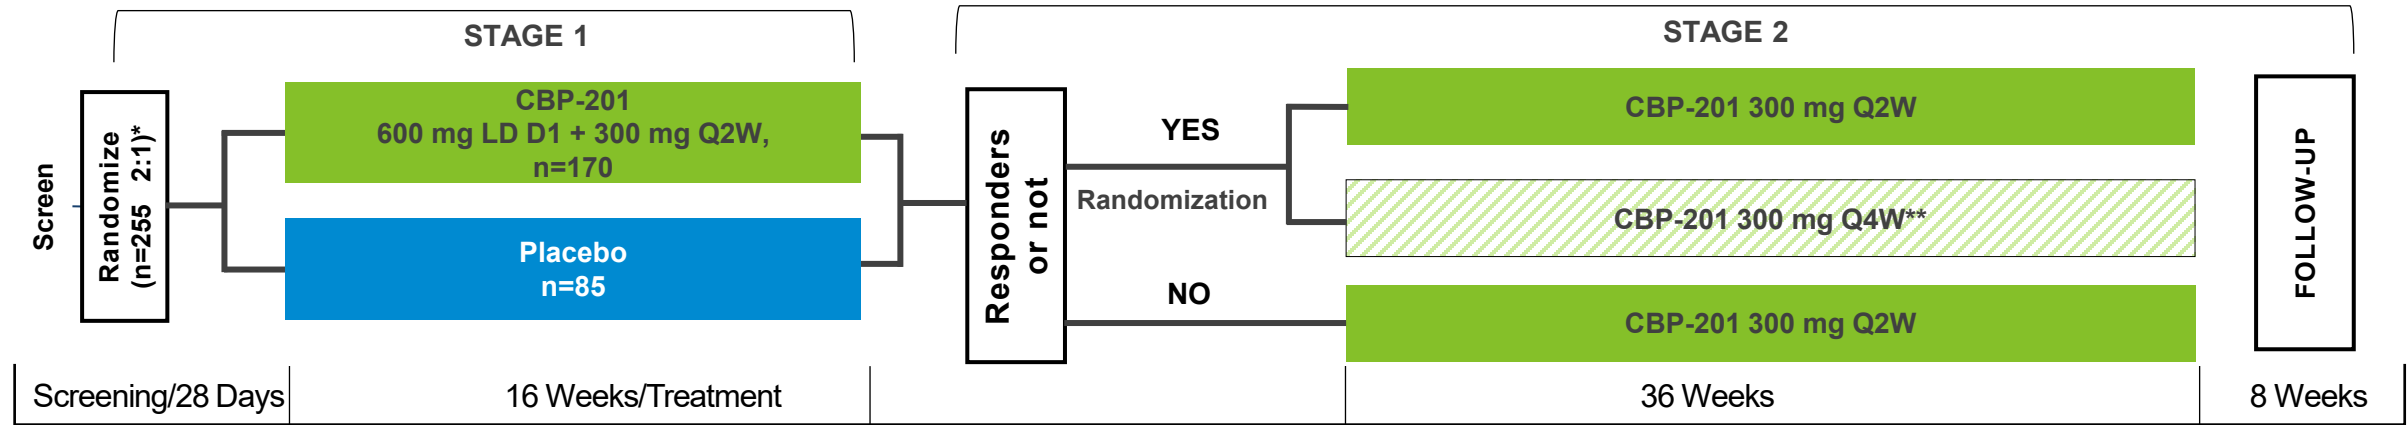 STAGE 1
STAGE 2
Screen
Randomize
(n=255 2:1)*
CBP-201
600 mg LD D1 + 300 mg Q2W,
n=170
Placebo
n=85
Responders
or not
YES
Randomization
NO
CBP-201 300 mg Q2W
CBP-201 300 mg Q4W**
CBP-201 300 mg Q2W
FOLLOW-UP
Screening/28 Days
16 Weeks/Treatment
36 Weeks
8 Weeks